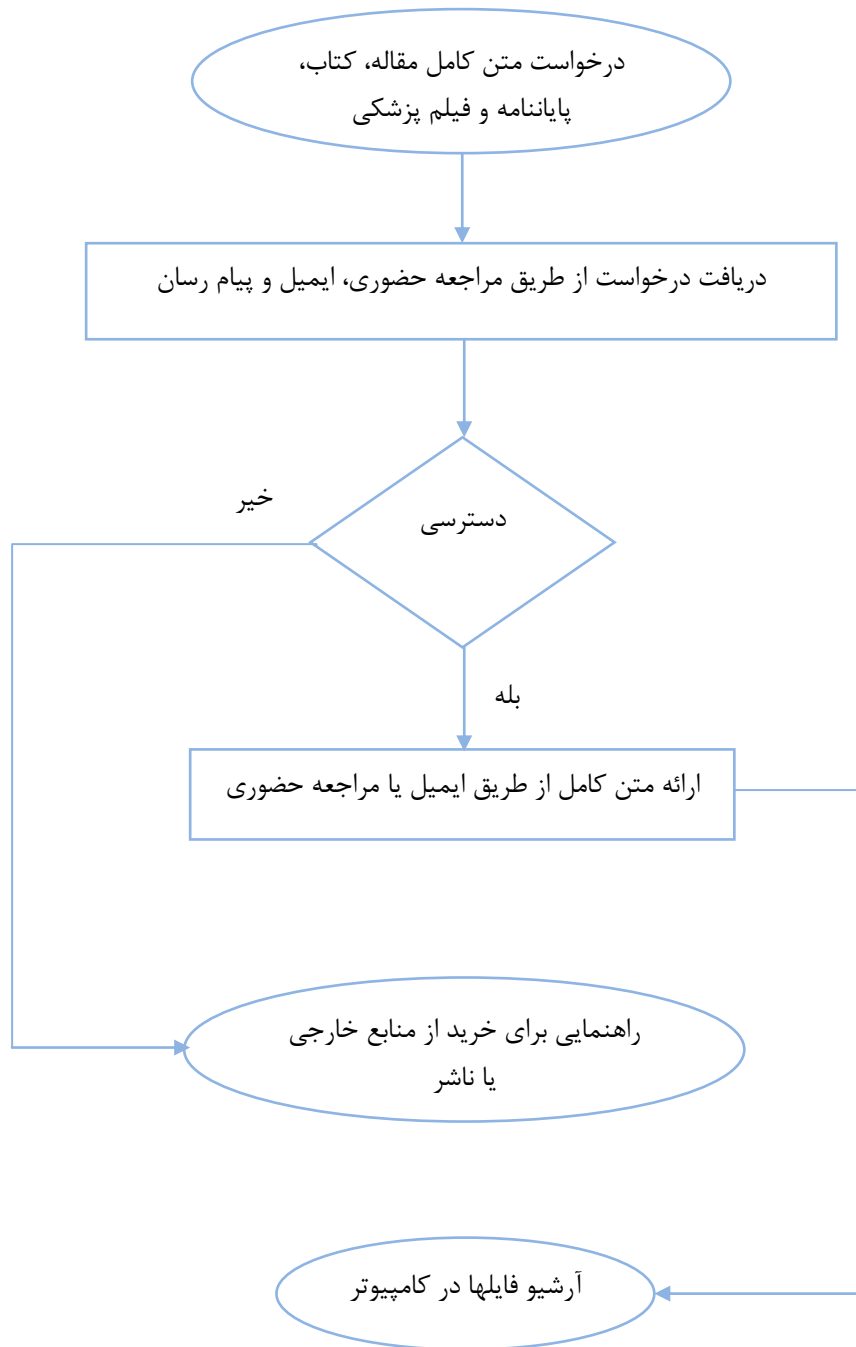 درخواست متن کامل مقاله، کتاب،
پایاننامه و فیلم پزشکی
دریافت درخواست از طریق مراجعه حضوری، ایمیل و پیام رسان
دسترسی
خیر
بله
ارائه متن کامل از طریق ایمیل یا مراجعه حضوری
راهنمایی برای خرید از منابع خارجی
یا ناشر
آرشیو فایلها در کامپیوتر